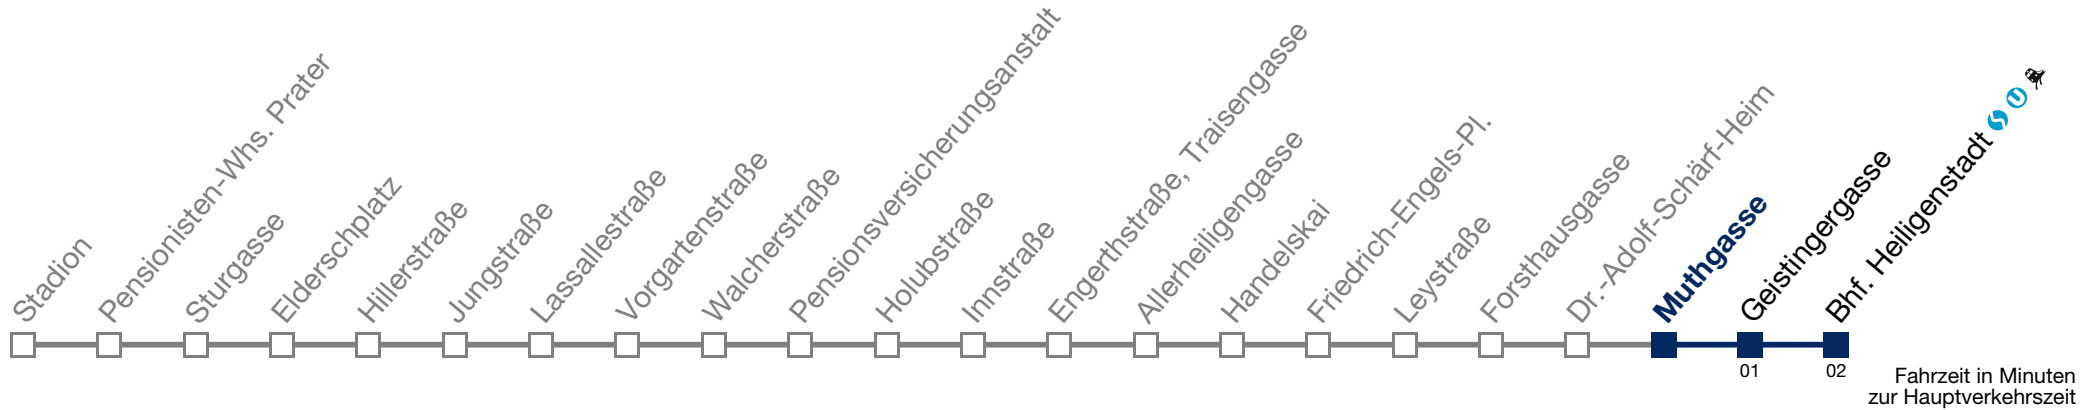 Stadion
Pensionisten-Whs. Prater
Sturgasse
Elderschplatz
Hillerstraße
Jungstraße
Lassallestraße
Vorgartenstraße
Walcherstraße
Pensionsversicherungsanstalt
Holubstraße
Innstraße
Engerthstraße, Traisengasse
Allerheiligengasse
Handelskai
Friedrich-Engels-Pl.
Leystraße
Forsthausgasse
Dr.-Adolf-Schärf-Heim
Muthgasse
Geistingergasse
Bhf. Heiligenstadt S U
01
02
Fahrzeit in Minuten
zur Hauptverkehrszeit